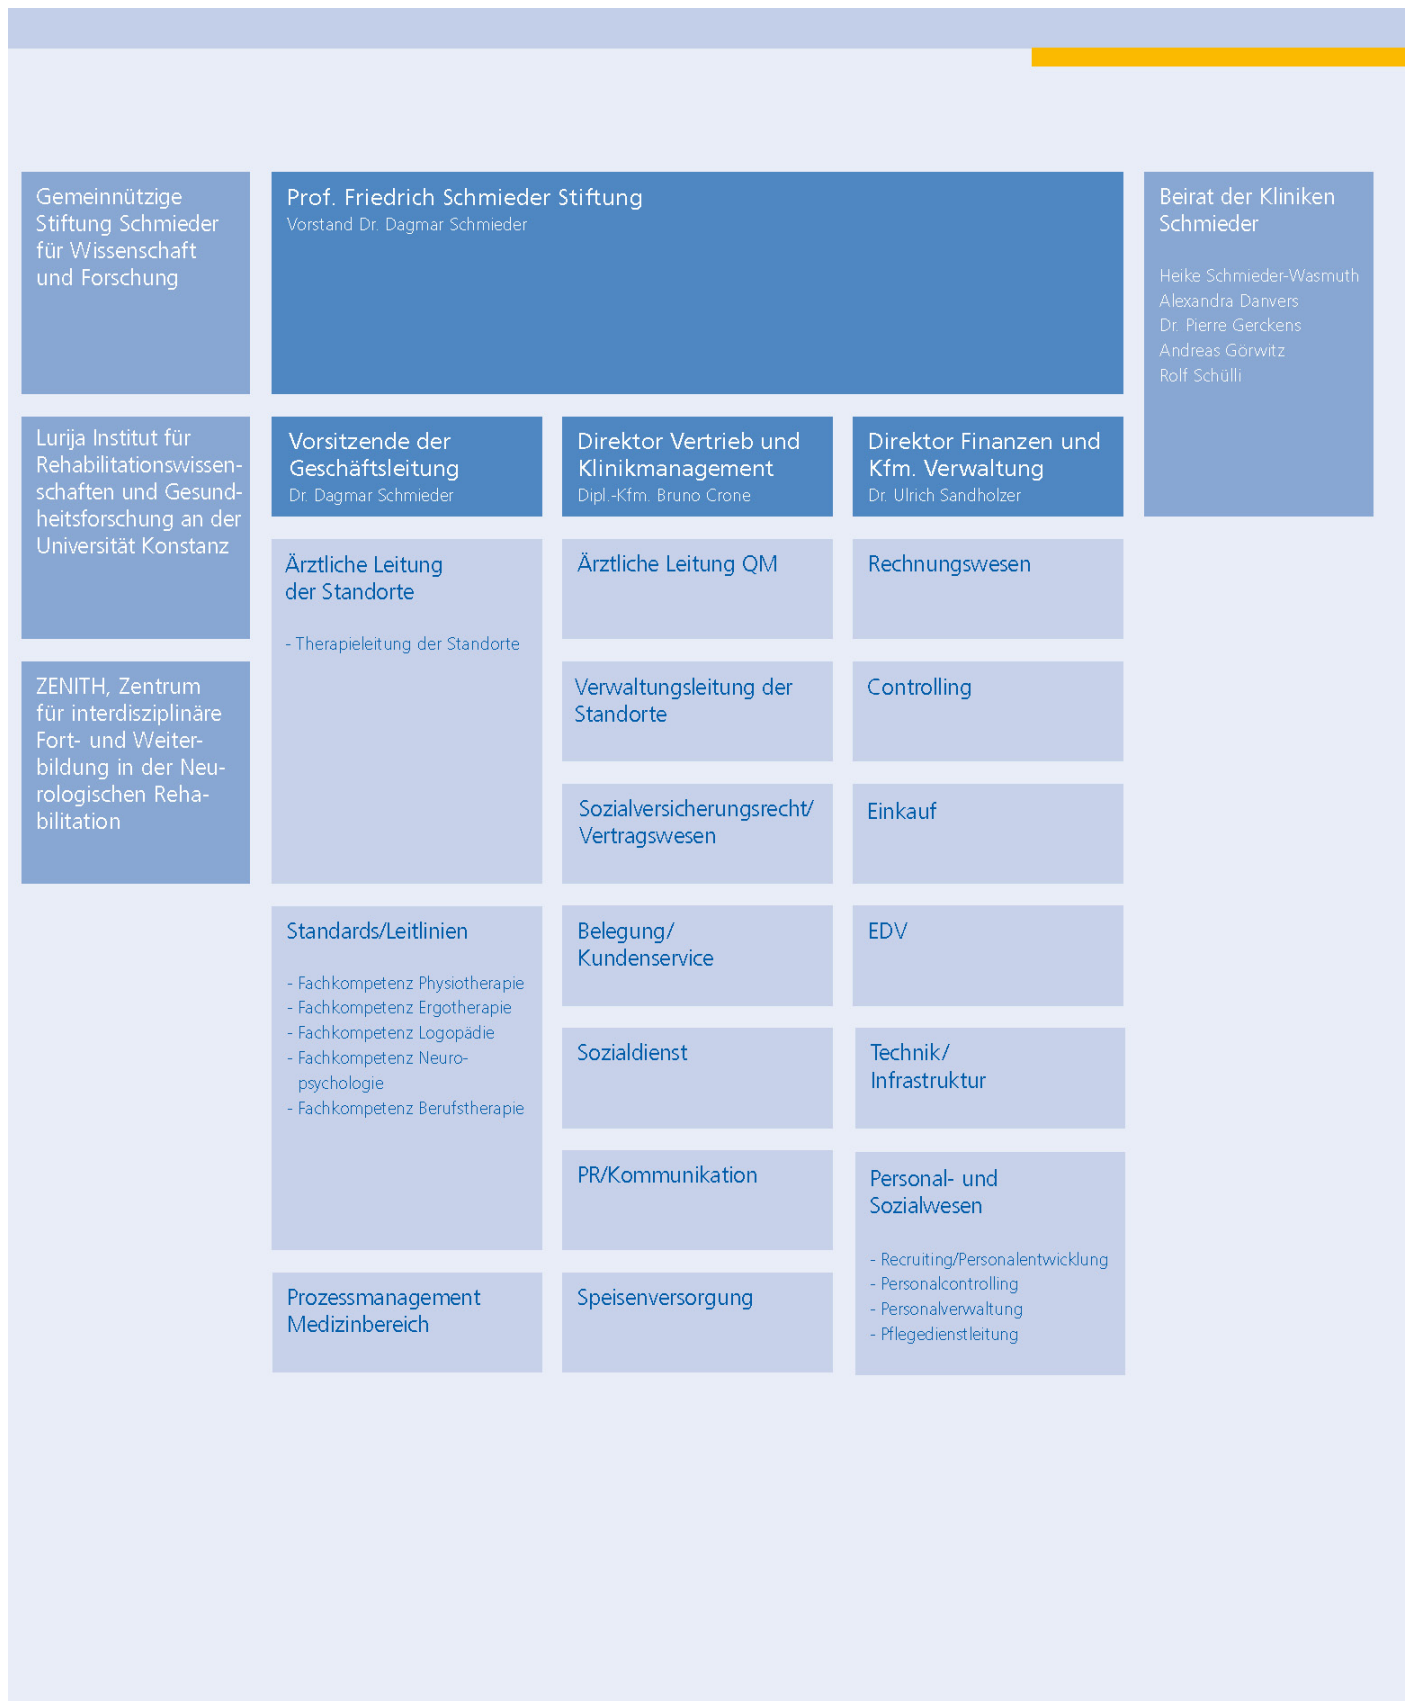 Gemeinnützige
Stiftung Schmieder
für Wissenschaft
und Forschung
Prof. Friedrich Schmieder Stiftung
Vorstand Dr. Dagmar Schmieder
Beirat der Kliniken
Schmieder
Heike Schmieder-Wasmuth
Alexandra Danvers
Dr. Pierre Gerckens
Andreas Görwitz
Rolf Schülli
Lurija Institut für
Rehabilitationswissen-
schaften und Gesund-
heitsforschung an der
Universität Konstanz
ZENITH, Zentrum
für interdisziplinäre
Fort- und Weiter-
bildung in der Neu-
rologischen Reha-
bilitation
Vorsitzende der
Geschäftsleitung
Dr. Dagmar Schmieder
Ärztliche Leitung
der Standorte
- Therapieleitung der Standorte
Standards/Leitlinien
- Fachkompetenz Physiotherapie
- Fachkompetenz Ergotherapie
- Fachkompetenz Logopädie
- Fachkompetenz Neuro-
psychologie
- Fachkompetenz Berufstherapie
Prozessmanagement
Medizinbereich
Direktor Vertrieb und
Klinikmanagement
Dipl.-Kfm. Bruno Crone
Ärztliche Leitung QM
Verwaltungsleitung der
Standorte
Sozialversicherungsrecht/
Vertragswesen
Belegung/
Kundenservice
Sozialdienst
PR/Kommunikation
Speisenversorgung
Direktor Finanzen und
Kfm. Verwaltung
Dr. Ulrich Sandholzer
Rechnungswesen
Controlling
Einkauf
EDV
Technik/
Infrastruktur
Personal- und
Sozialwesen
- Recruiting/Personalentwicklung
- Personalcontrolling
- Personalverwaltung
- Pflegedienstleitung